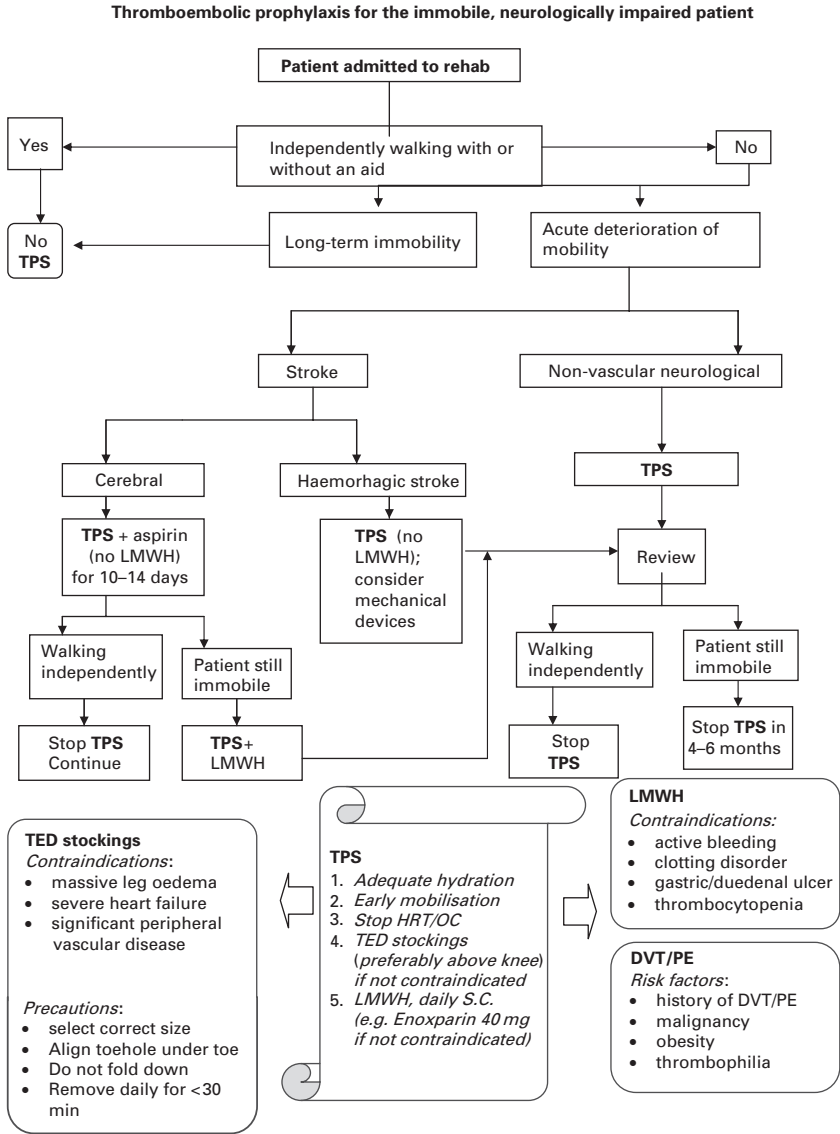 Thromboembolic prophylaxis for the immobile, neurologically impaired patient
Patient admitted to rehab
Yes
Independently walking with or
without an aid
No
No
TPS
Long-term immobility
Acute deterioration of
mobility
Stroke
Non-vascular neurological
Cerebral
Haemorhagic stroke
TPS
TPS + aspirin
(no LMWH)
for 10–14 days
TPS (no
LMWH);
consider
mechanical
devices
Review
Walking
independently
Patient still
immobile
Walking
independently
Patient still
immobile
Stop TPS
Continue
TPS+
LMWH
Stop
TPS
Stop TPS in
4–6 months
TED stockings
Contraindications:
• massive leg oedema
• severe heart failure
• significant peripheral
vascular disease
Precautions:
• select correct size
• Align toehole under toe
• Do not fold down
• Remove daily for <30
min
TPS
1. Adequate hydration
2. Early mobilisation
3. Stop HRT/OC
4. TED stockings
(preferably above knee)
if not contraindicated
5. LMWH, daily S.C.
(e.g. Enoxparin 40 mg
if not contraindicated)
LMWH
Contraindications:
• active bleeding
• clotting disorder
• gastric/duedenal ulcer
• thrombocytopenia
DVT/PE
Risk factors:
• history of DVT/PE
• malignancy
• obesity
• thrombophilia